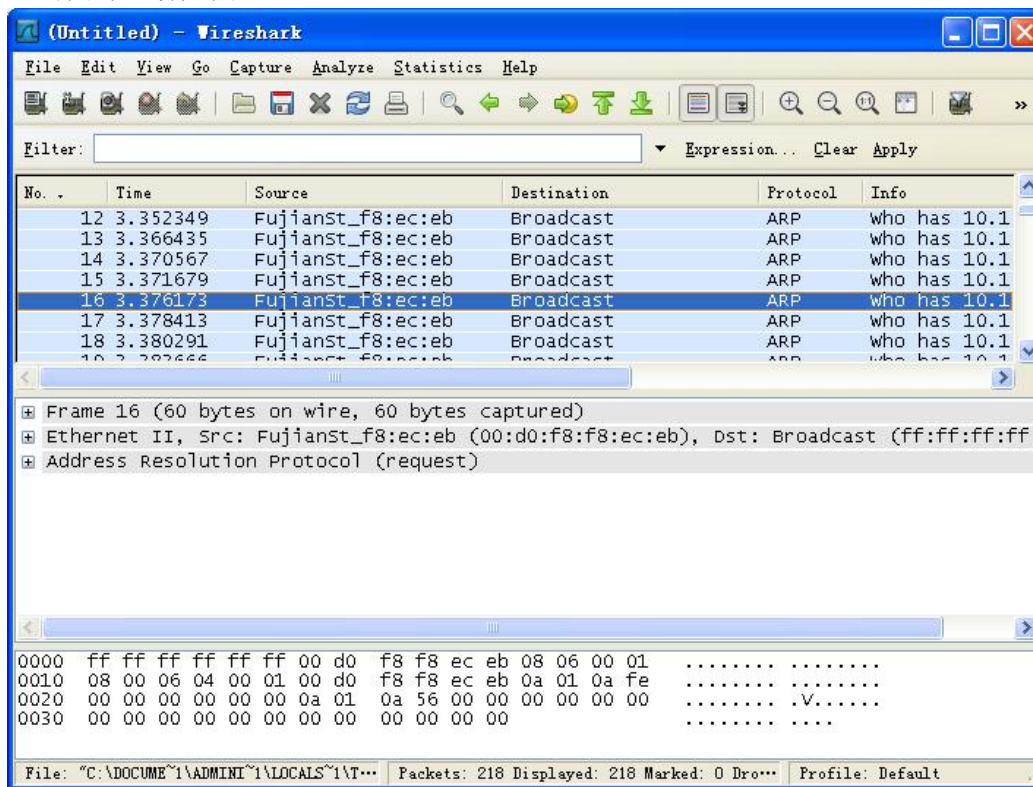 (Untitled) - Wireshark
File Edit View Go Capture Analyze Statistics Help
»
Filter: Expression... Clear Apply
No. . Time Source Destination Protocol Info
12 3.352349 FujianSt_f8:ec:eb Broadcast ARP who has 10.1
13 3.366435 FujianSt_f8:ec:eb Broadcast ARP who has 10.1
14 3.370567 FujianSt_f8:ec:eb Broadcast ARP who has 10.1
15 3.371679 FujianSt_f8:ec:eb Broadcast ARP who has 10.1
16 3.376173 FujianSt_f8:ec:eb Broadcast ARP who has 10.1
17 3.378413 FujianSt_f8:ec:eb Broadcast ARP who has 10.1
18 3.380291 FujianSt_f8:ec:eb Broadcast ARP who has 10.1
Frame 16 (60 bytes on wire, 60 bytes captured)
Ethernet II, Src: FujianSt_f8:ec:eb (00:d0:f8:f8:ec:eb), Dst: Broadcast (ff:ff:ff:ff
Address Resolution Protocol (request)
0000 ff ff ff ff ff ff 00 d0 f8 f8 ec eb 08 06 00 01 ........ ........
0010 08 00 06 04 00 01 00 d0 f8 f8 ec eb 0a 01 0a fe ........ ........
0020 00 00 00 00 00 00 0a 01 0a 56 00 00 00 00 00 00 ........ .V......
0030 00 00 00 00 00 00 00 00 00 00 00 00 ........ ....
File: "C:\DOCUME~1\ADMINI~1\LOCALS~1\T··· Packets: 218 Displayed: 218 Marked: 0 Dro··· Profile: Default